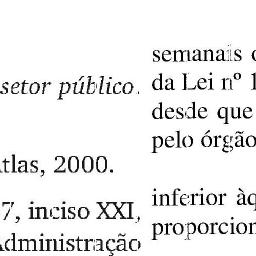 setor público.
tlas, 2000.
7, inciso XXI,
Administração
semanais
da Lei nº 1
desde que
pelo órgão
inferior àq
proporcion